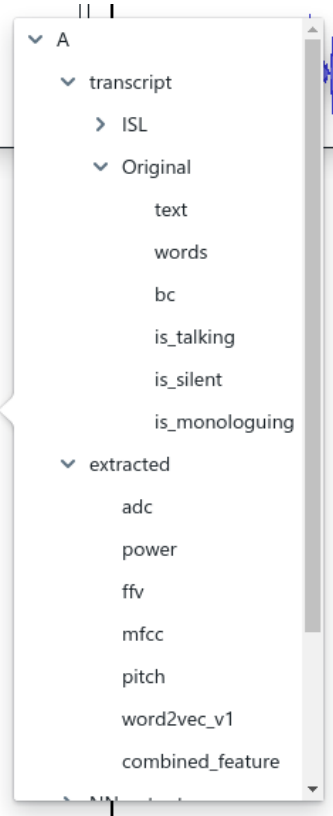 A
transcript
ISL
Original
text
words
bc
is_talking
is_silent
is_monologuing
extracted
adc
power
ffv
mfcc
pitch
word2vec_v1
combined_feature